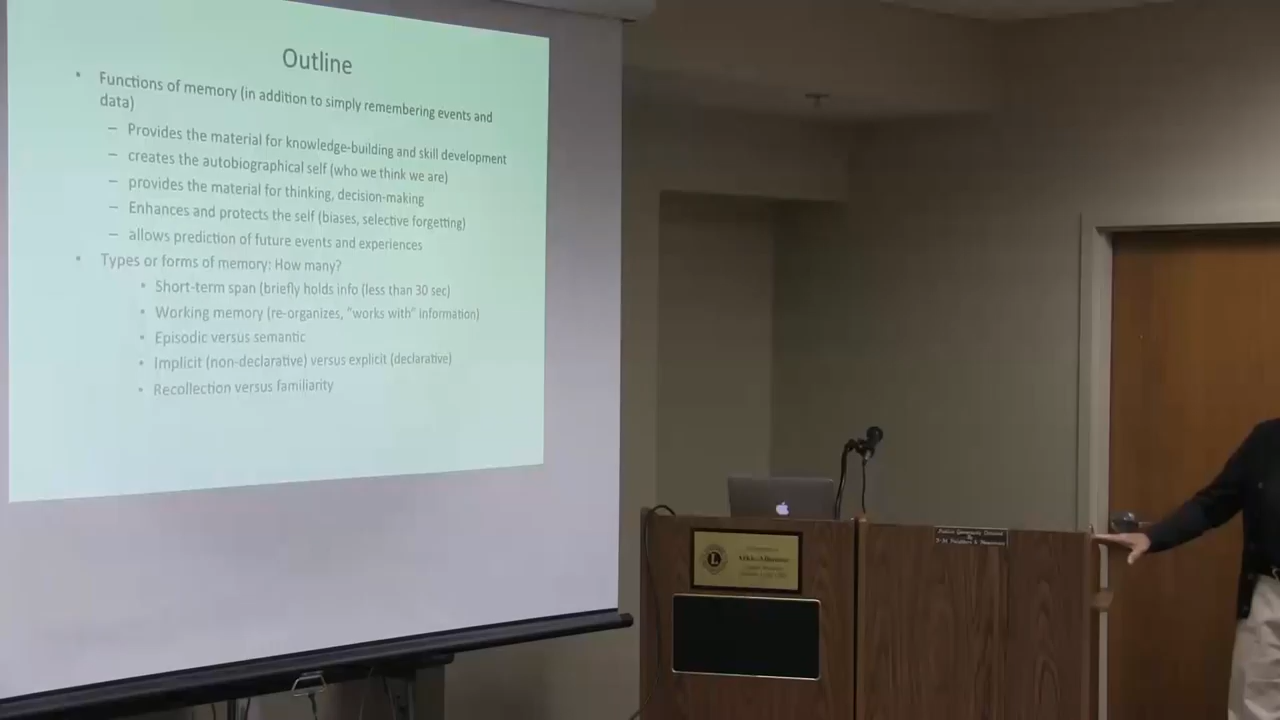 Outline
• Functions of memory (in addition to simply remembering events and
data)
– Provides the material for knowledge-building and skill development
– creates the autobiographical self (who we think we are)
– provides the material for thinking, decision-making
– Enhances and protects the self (biases, selective forgetting)
– allows prediction of future events and experiences
• Types or forms of memory: How many?
• Short-term span (briefly holds info (less than 30 sec)
• Working memory (re-organizes, "works with" information)
• Episodic versus semantic
• Implicit (non-declarative) versus explicit (declarative)
• Recollection versus familiarity
L